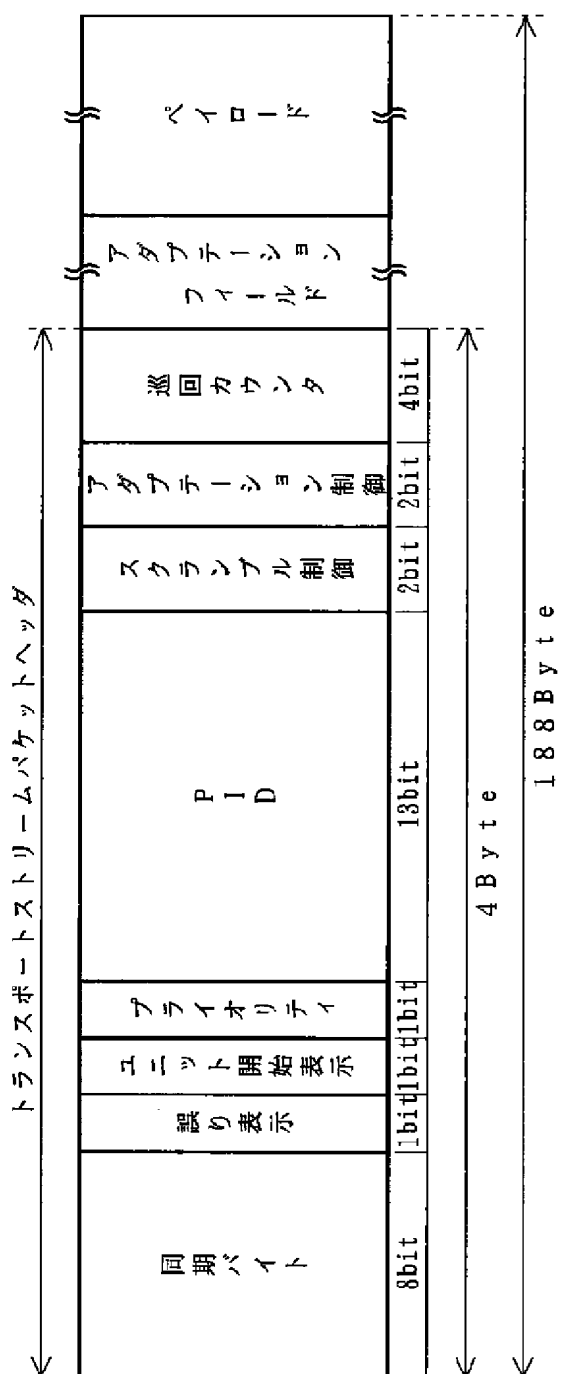 トランスポートストリームパケットヘッダ
同期バイト
誤り表示
ユニット開始表示
プライオリティ
PID
スクランブル制御
アダプテーション制御
巡回カウンタ
アダプテーション
フィールド
ペイロード
8bit
1bit
1bit
1bit
13bit
2bit
2bit
4bit
4Byte
188Byte